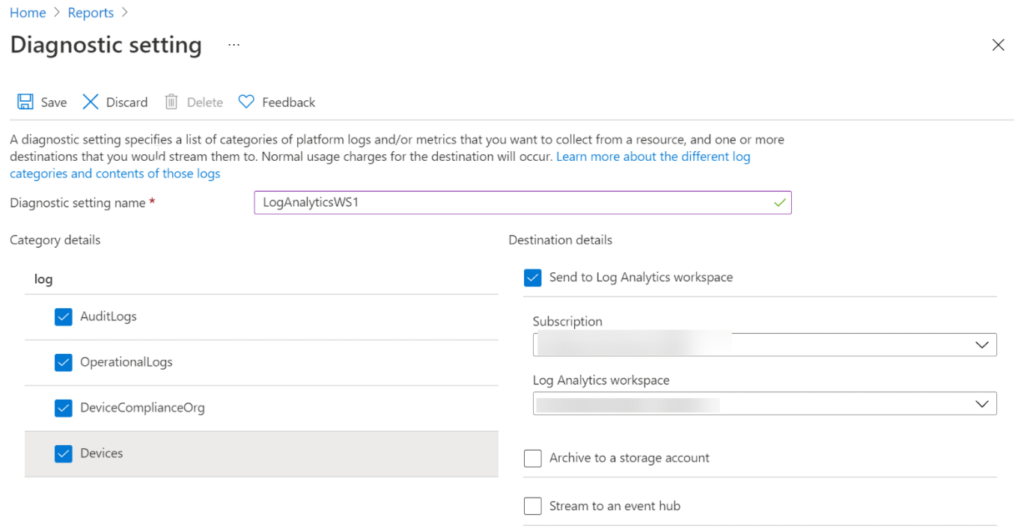 Home > Reports >
Diagnostic setting ...
Save Discard Delete Feedback
A diagnostic setting specifies a list of categories of platform logs and/or metrics that you want to collect from a resource, and one or more
destinations that you would stream them to. Normal usage charges for the destination will occur. Learn more about the different log
categories and contents of those logs
Diagnostic setting name * LogAnalyticsWS1
Category details
log
AuditLogs
OperationalLogs
DeviceComplianceOrg
Devices
Destination details
Send to Log Analytics workspace
Subscription
Log Analytics workspace
Archive to a storage account
Stream to an event hub